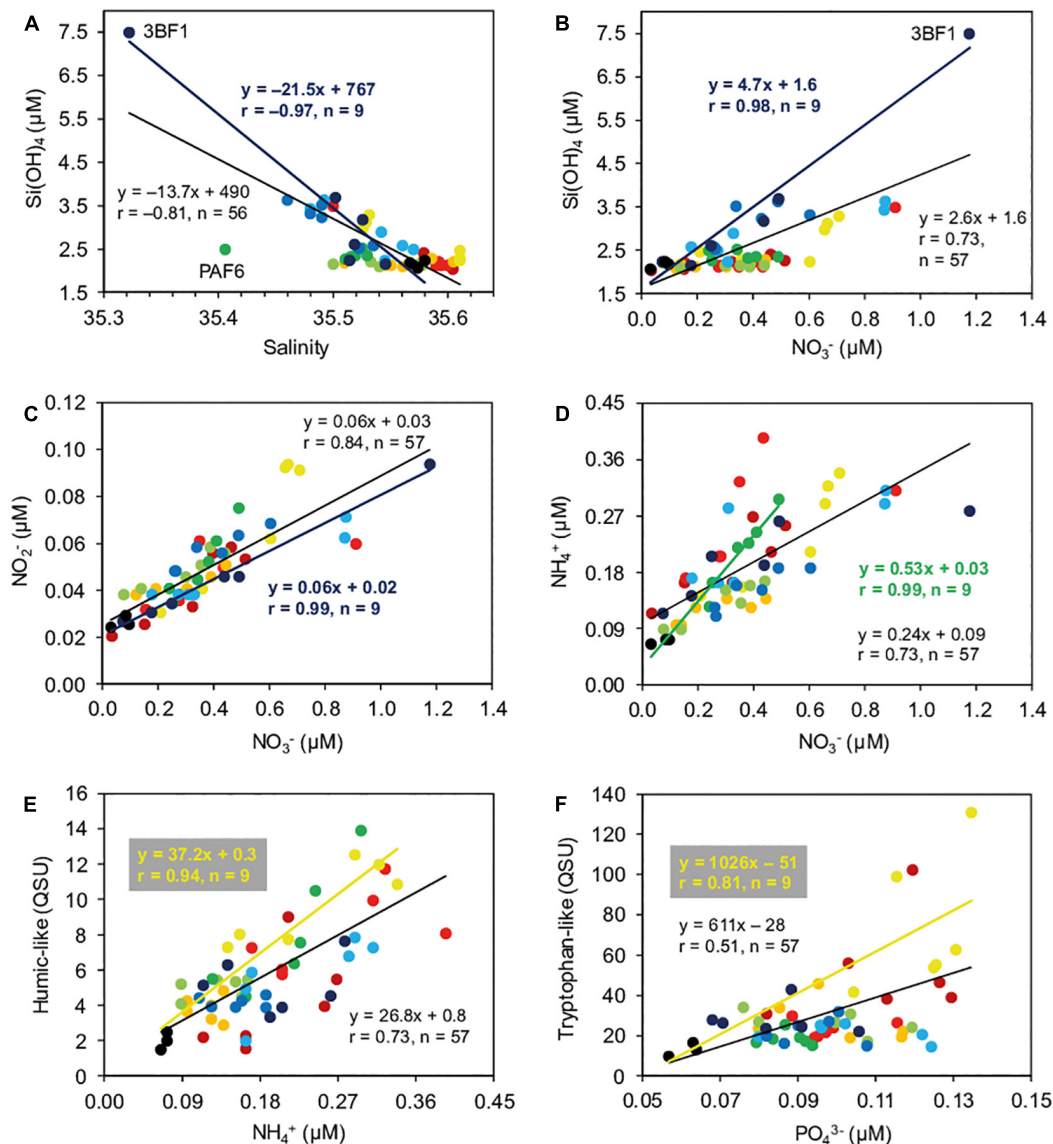 A
7.5
6.5
5.5
4.5
3.5
2.5
1.5
Si(OH)4 (µM)
3BF1
y = –21.5x + 767
r = –0.97, n = 9
y = –13.7x + 490
r = –0.81, n = 56
PAF6
35.3
35.4
35.5
35.6
Salinity
B
7.5
6.5
5.5
4.5
3.5
2.5
1.5
Si(OH)4 (µM)
3BF1
y = 4.7x + 1.6
r = 0.98, n = 9
y = 2.6x + 1.6
r = 0.73,
n = 57
0.0 0.2 0.4 0.6 0.8 1.0 1.2 1.4
NO3- (µM)
C
0.12
0.10
0.08
0.06
0.04
0.02
0.00
NO2- (µM)
y = 0.06x + 0.03
r = 0.84, n = 57
y = 0.06x + 0.02
r = 0.99, n = 9
0.0 0.2 0.4 0.6 0.8 1.0 1.2 1.4
NO3- (µM)
D
0.45
0.36
0.27
0.18
0.09
0.00
NH4+ (µM)
y = 0.53x + 0.03
r = 0.99, n = 9
y = 0.24x + 0.09
r = 0.73, n = 57
0.0 0.2 0.4 0.6 0.8 1.0 1.2 1.4
NO3- (µM)
E
16
14
12
10
8
6
4
2
0
Humic-like (QSU)
y = 37.2x + 0.3
r = 0.94, n = 9
y = 26.8x + 0.8
r = 0.73, n = 57
0.00 0.09 0.18 0.27 0.36 0.45
NH4+ (µM)
F
140
120
100
80
60
40
20
0
Tryptophan-like (QSU)
y = 1026x – 51
r = 0.81, n = 9
y = 611x – 28
r = 0.51, n = 57
0.05 0.07 0.09 0.11 0.13 0.15
PO43- (µM)